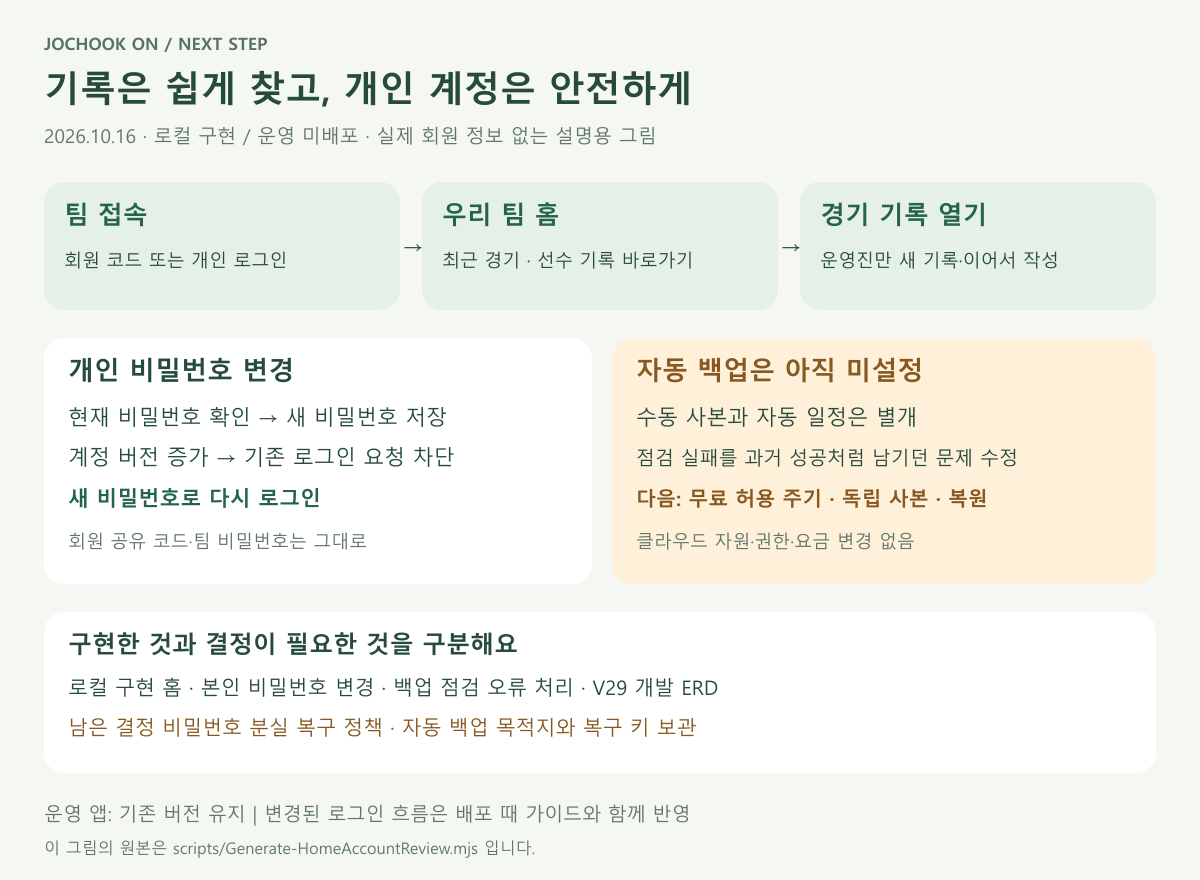 JOCHOOK ON / NEXT STEP
기록은 쉽게 찾고, 개인 계정은 안전하게
2026.10.16 · 로컬 구현 / 운영 미배포 · 실제 회원 정보 없는 설명용 그림
팀 접속
회원 코드 또는 개인 로그인
→
우리 팀 홈
최근 경기 · 선수 기록 바로가기
→
경기 기록 열기
운영진만 새 기록·이어서 작성
개인 비밀번호 변경
현재 비밀번호 확인 → 새 비밀번호 저장
계정 버전 증가 → 기존 로그인 요청 차단
새 비밀번호로 다시 로그인
회원 공유 코드·팀 비밀번호는 그대로
자동 백업은 아직 미설정
수동 사본과 자동 일정은 별개
점검 실패를 과거 성공처럼 남기던 문제 수정
다음: 무료 허용 주기 · 독립 사본 · 복원
클라우드 자원·권한·요금 변경 없음
구현한 것과 결정이 필요한 것을 구분해요
로컬 구현 홈 · 본인 비밀번호 변경 · 백업 점검 오류 처리 · V29 개발 ERD
남은 결정 비밀번호 분실 복구 정책 · 자동 백업 목적지와 복구 키 보관
운영 앱: 기존 버전 유지 | 변경된 로그인 흐름은 배포 때 가이드와 함께 반영
이 그림의 원본은 scripts/Generate-HomeAccountReview.mjs 입니다.